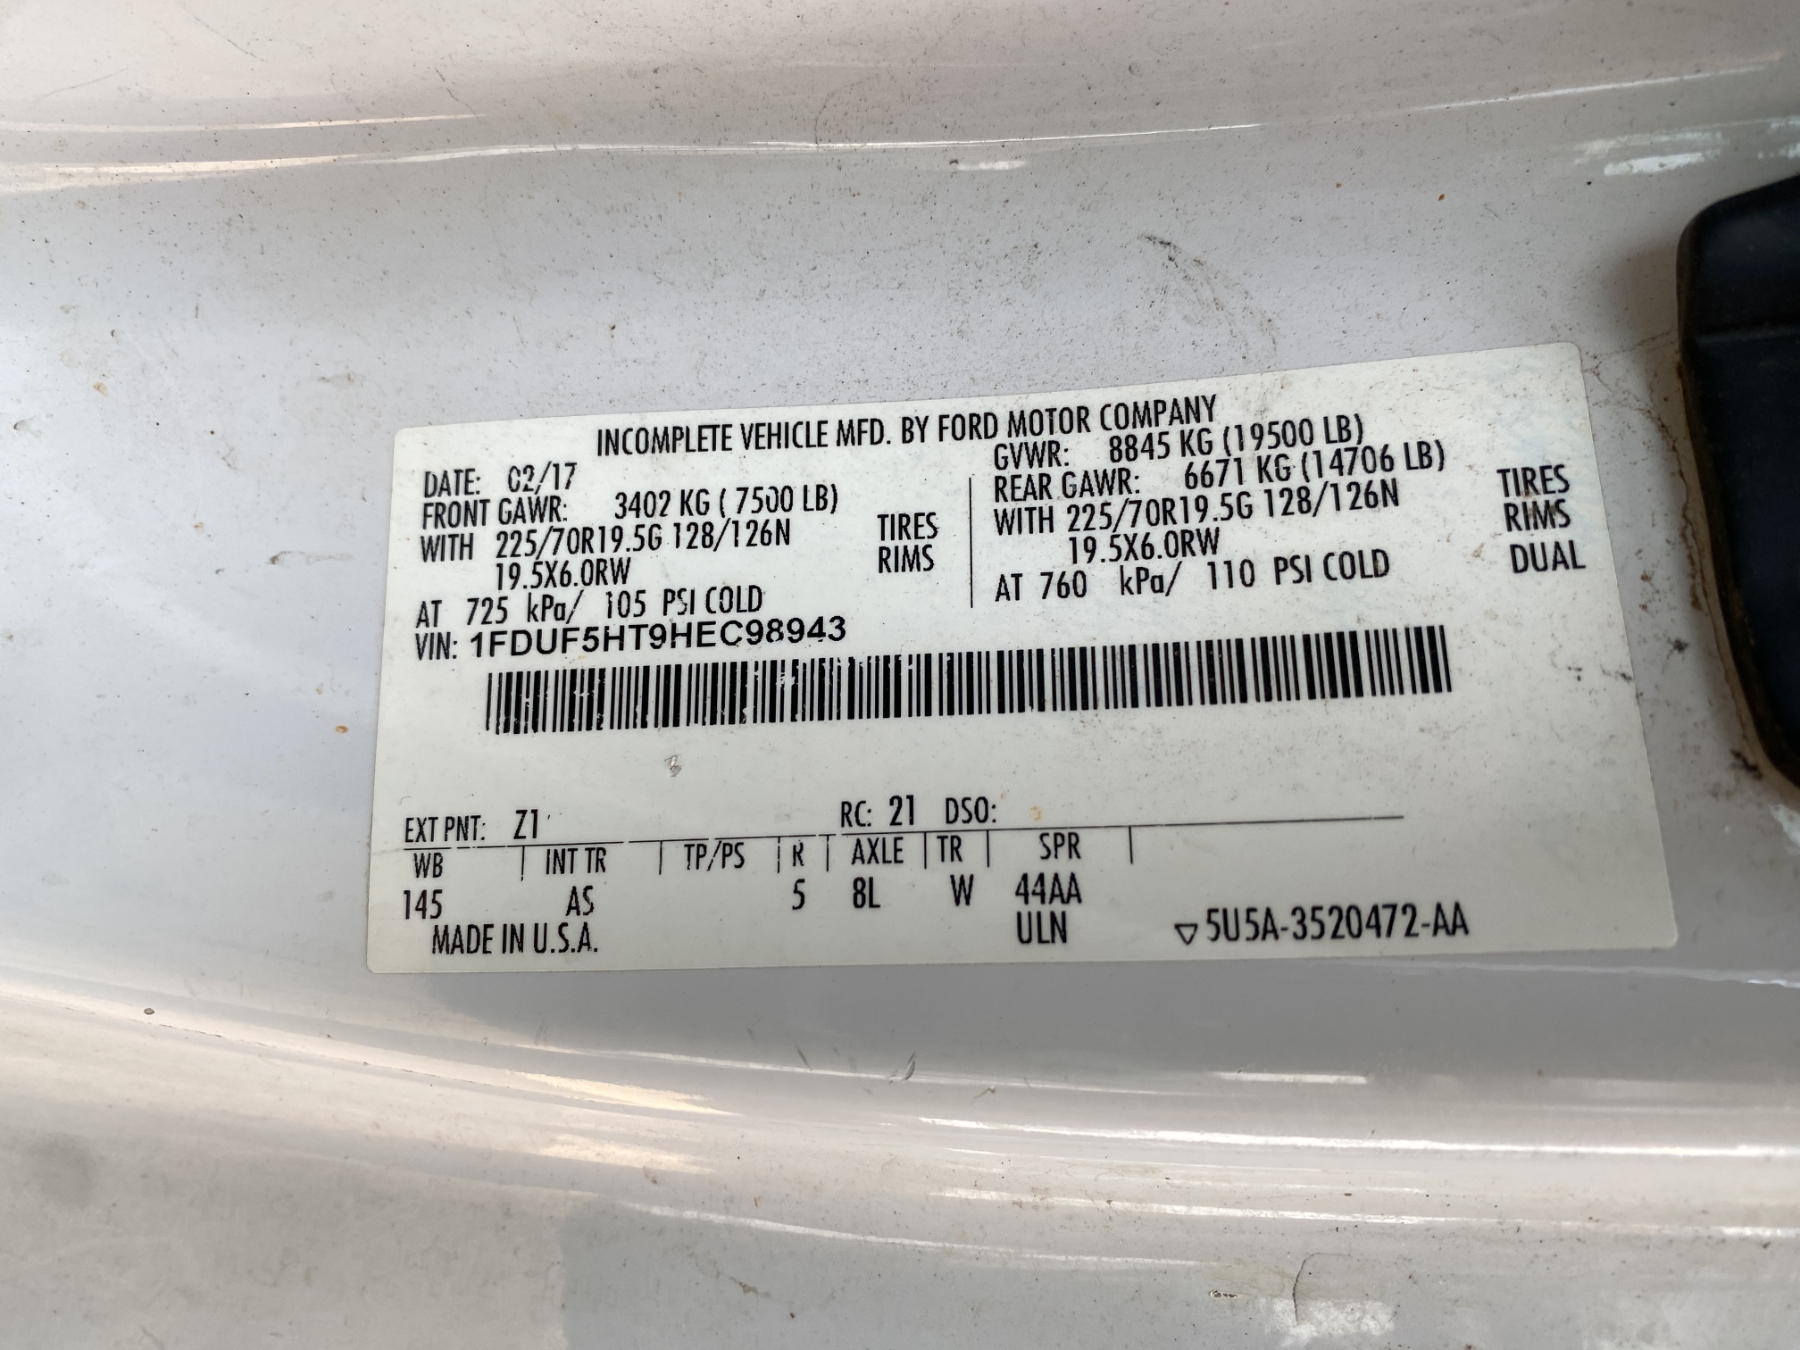 INCOMPLETE VEHICLE MFD. BY FORD MOTOR COMPANY
DATE: 02/17 GVWR: 8845 KG (19500 LB)
FRONT GAWR: 3402 KG ( 7500 LB) REAR GAWR: 6671 KG (14706 LB)
WITH 225/70R19.5G 128/126N TIRES WITH 225/70R19.5G 128/126N TIRES
19.5X6.0RW RIMS 19.5X6.0RW RIMS
AT 725 kPa/ 105 PSI COLD AT 760 kPa/ 110 PSI COLD DUAL
VIN: 1FDUF5HT9HEC98943
EXT PNT: Z1 RC: 21 DSO:
WB INT TR TP/PS R AXLE TR SPR
145 AS 5 8L W 44AA
MADE IN U.S.A. ULN ▽5U5A-3520472-AA